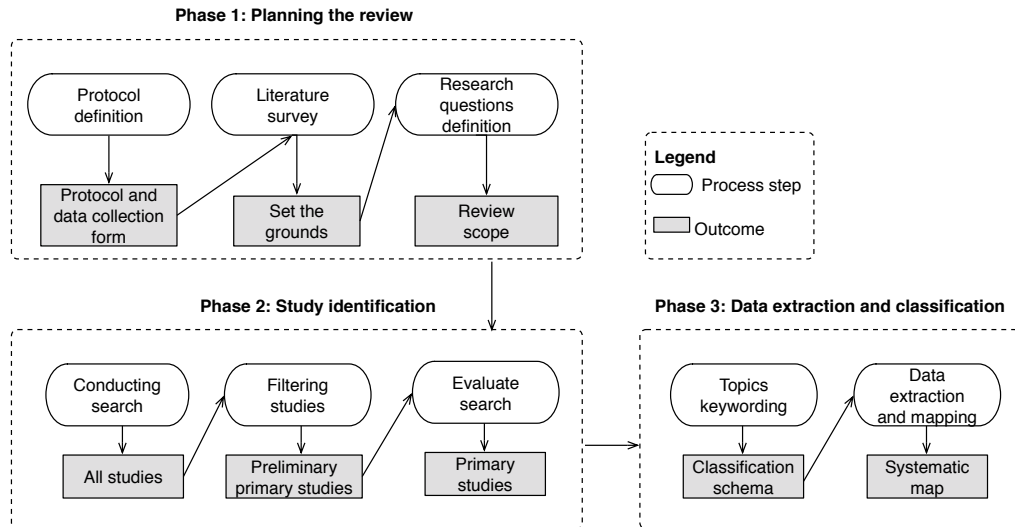 Phase 1: Planning the review
Protocol
definition
Literature
survey
Research
questions
definition
Protocol and
data collection
form
Set the
grounds
Review
scope
Legend
Process step
Outcome
Phase 2: Study identification
Conducting
search
Filtering
studies
Evaluate
search
All studies
Preliminary
primary studies
Primary
studies
Phase 3: Data extraction and classification
Topics
keywording
Data
extraction
and mapping
Classification
schema
Systematic
map